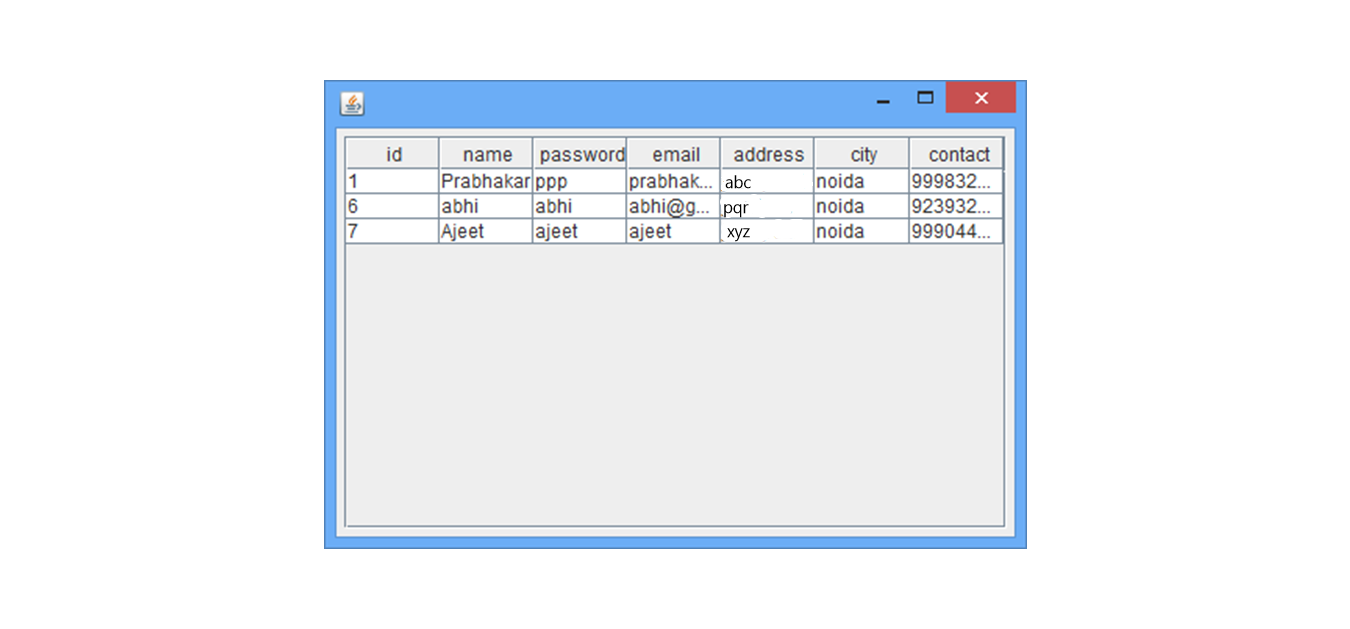 id name password email address city contact
1 Prabhakar ppp prabhak... abc noida 999832...
6 abhi abhi abhi@g... pqr noida 923932...
7 Ajeet ajeet ajeet xyz noida 999044...